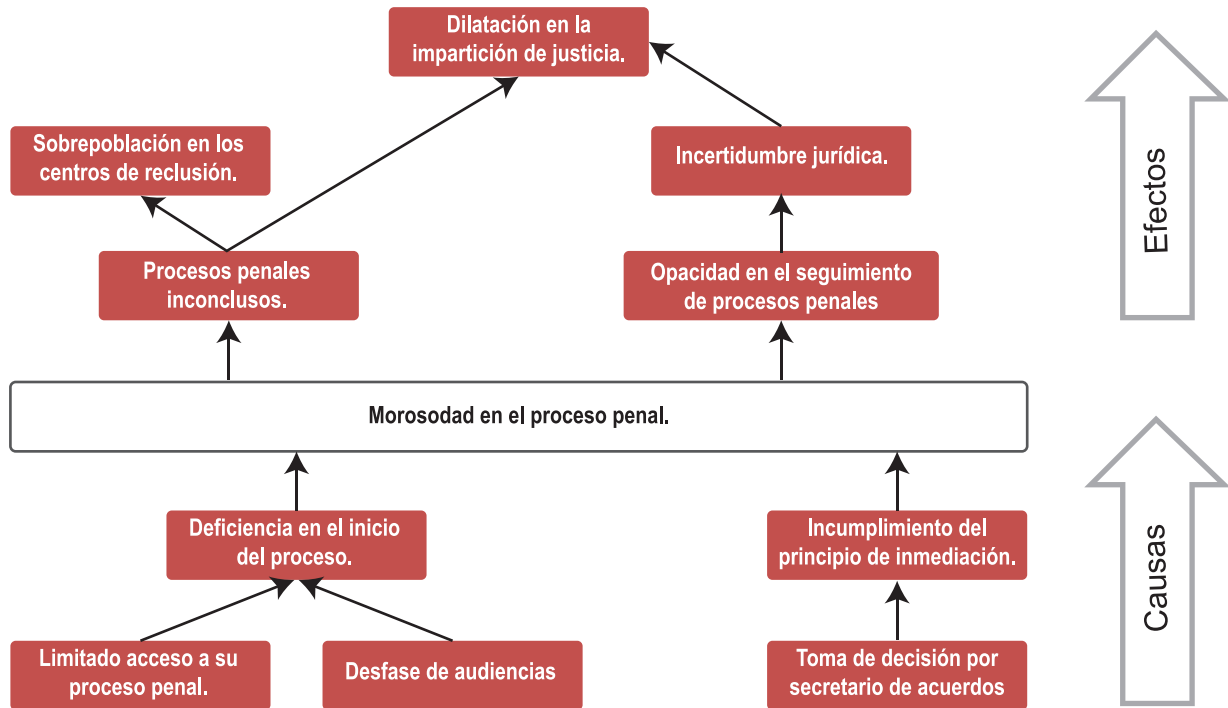 Dilatación en la
impartición de justicia.
Sobrepoblación en los
centros de reclusión.
Incertidumbre jurídica.
Efectos
Procesos penales
inconclusos.
Opacidad en el seguimiento
de procesos penales
Morosodad en el proceso penal.
Deficiencia en el inicio
del proceso.
Incumplimiento del
principio de inmediación.
Causas
Limitado acceso a su
proceso penal.
Desfase de audiencias
Toma de decisión por
secretario de acuerdos